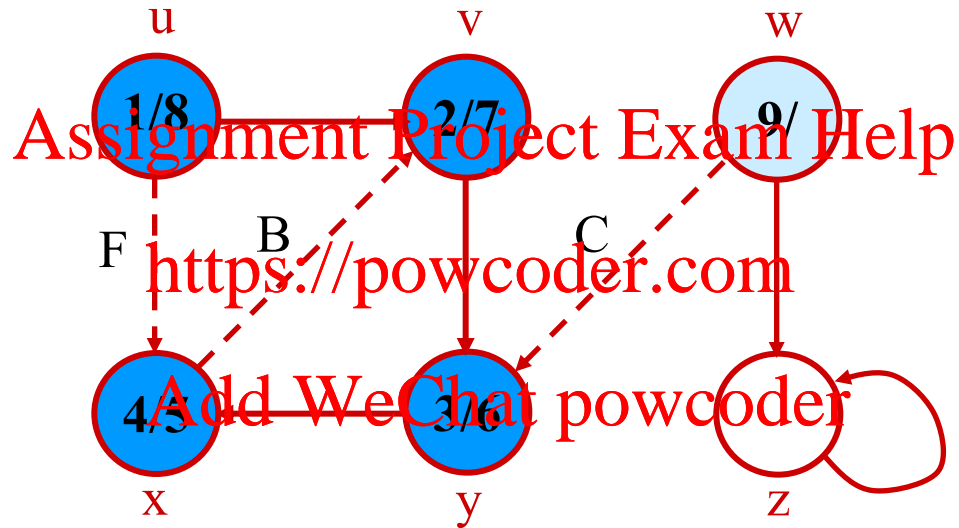 u v w
1/8 2/7 9/
Assignment Project Exam Help
F B C
https://powcoder.com
4/5 3/6
Add WeChat powcoder
x y z